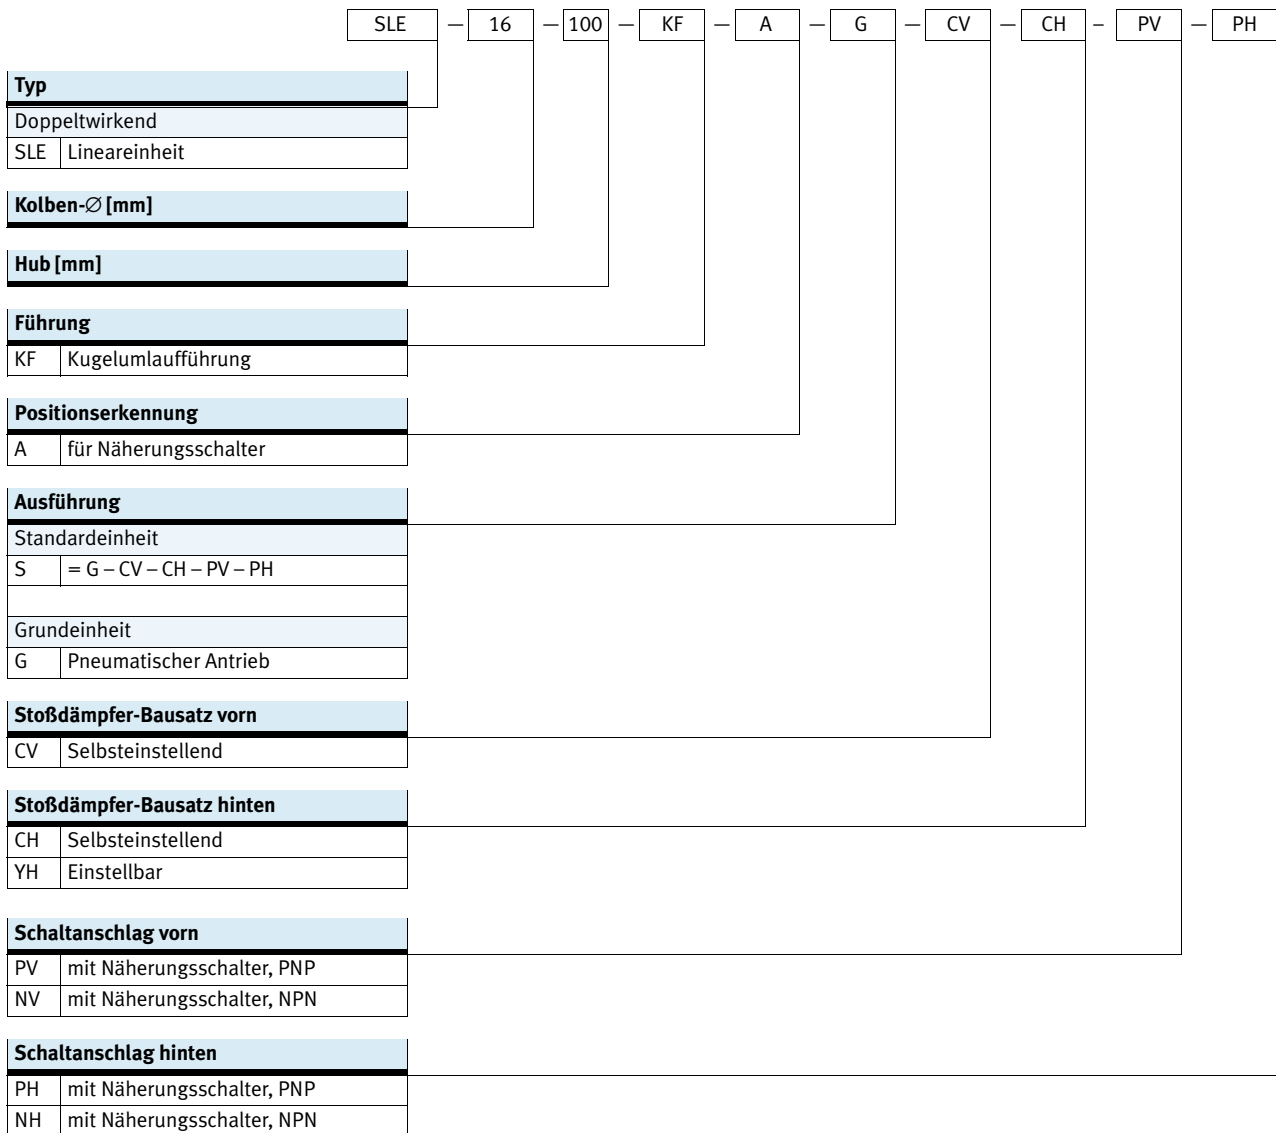 SLE — 16 — 100 — KF — A — G — CV — CH – PV — PH
Typ
Doppeltwirkend
SLE Lineareinheit
Kolben-∅ [mm]
Hub [mm]
Führung
KF Kugelumlaufführung
Positionserkennung
A für Näherungsschalter
Ausführung
Standardeinheit
S = G – CV – CH – PV – PH
Grundeinheit
G Pneumatischer Antrieb
Stoßdämpfer-Bausatz vorn
CV Selbsteinstellend
Stoßdämpfer-Bausatz hinten
CH Selbsteinstellend
YH Einstellbar
Schaltanschlag vorn
PV mit Näherungsschalter, PNP
NV mit Näherungsschalter, NPN
Schaltanschlag hinten
PH mit Näherungsschalter, PNP
NH mit Näherungsschalter, NPN